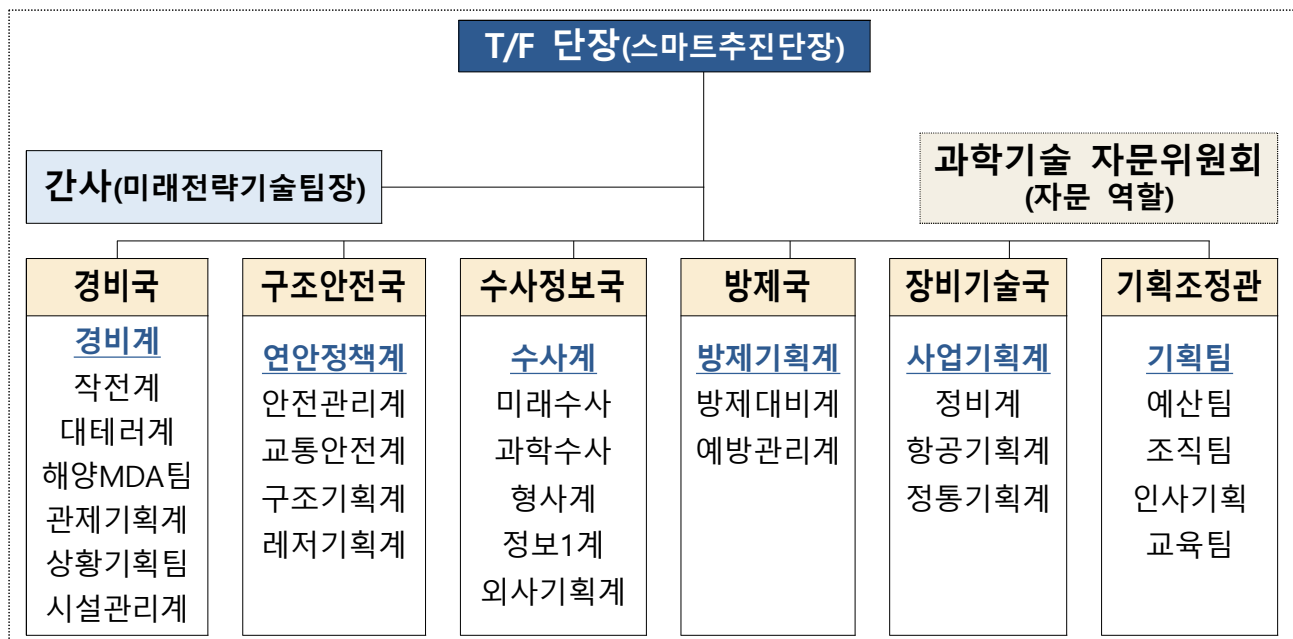 T/F 단장(스마트추진단장)
간사(미래전략기술팀장)
과학기술 자문위원회
(자문 역할)
경비국
경비계
작전계
대테러계
해양MDA팀
관제기획계
상황기획팀
시설관리계
구조안전국
연안정책계
안전관리계
교통안전계
구조기획계
레저기획계
수사정보국
수사계
미래수사
과학수사
형사계
정보1계
외사기획계
방제국
방제기획계
방제대비계
예방관리계
장비기술국
사업기획계
정비계
항공기획계
정통기획계
기획조정관
기획팀
예산팀
조직팀
인사기획
교육팀